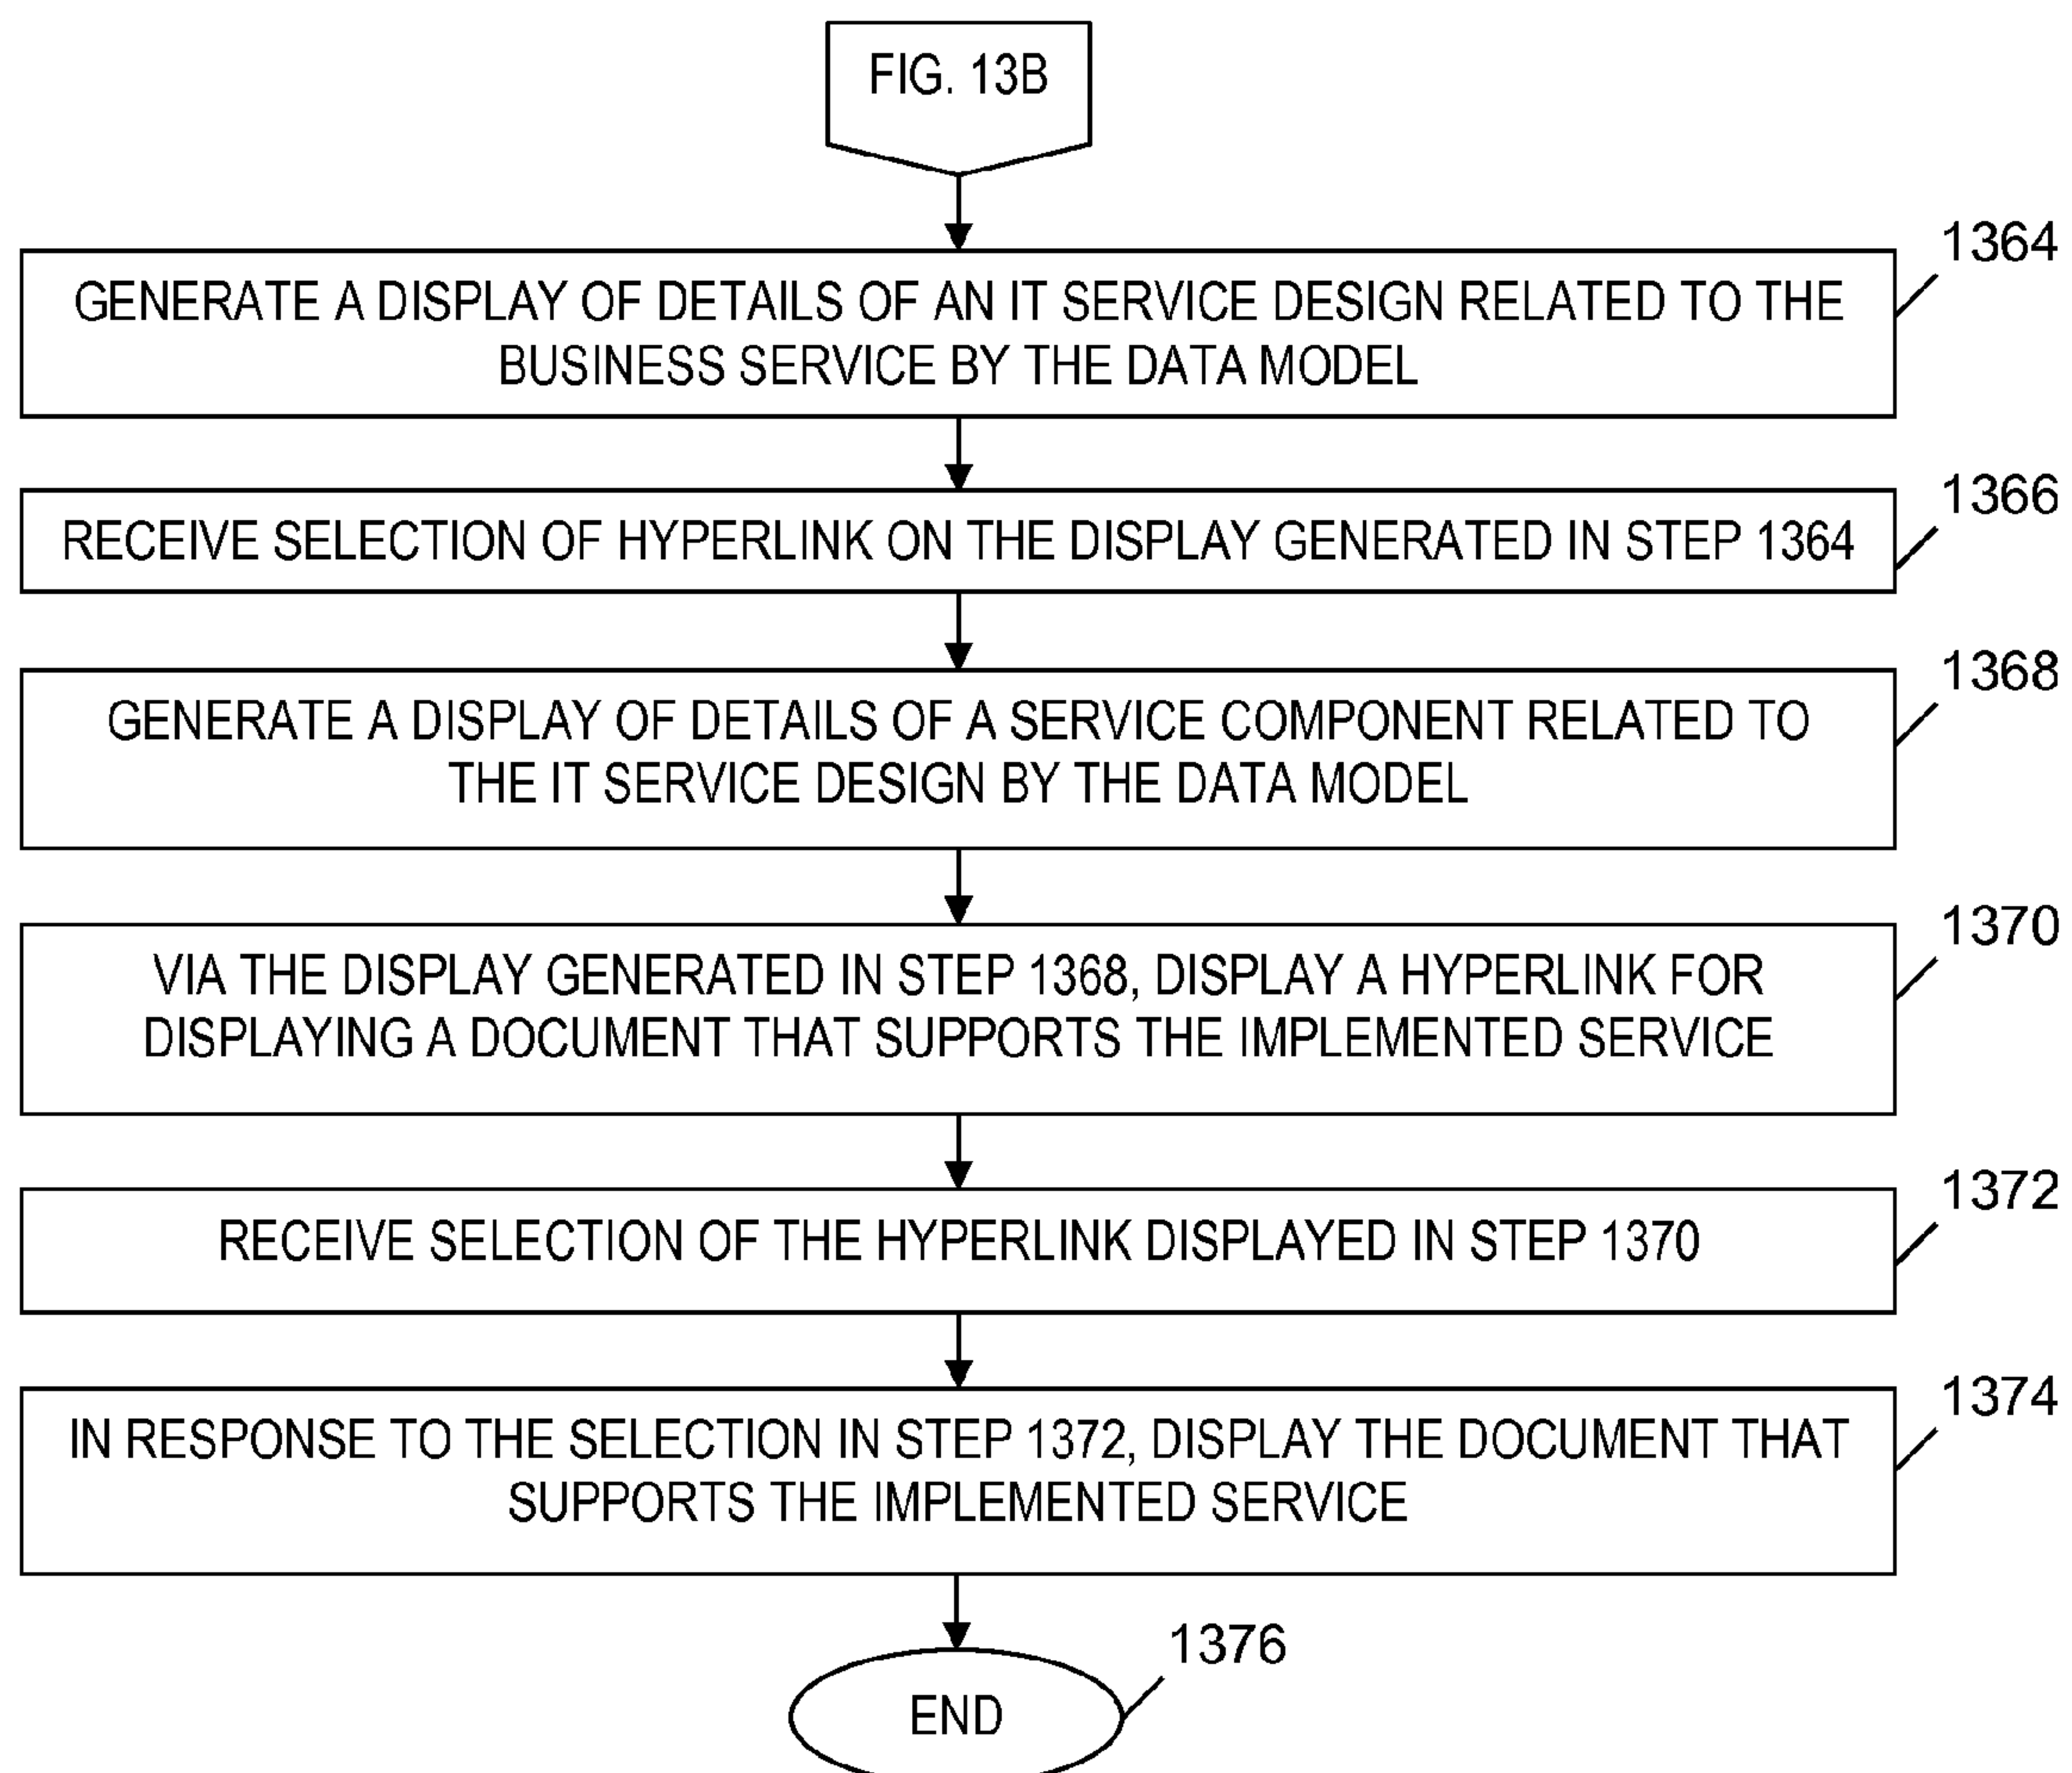 FIG. 13B
1364
GENERATE A DISPLAY OF DETAILS OF AN IT SERVICE DESIGN RELATED TO THE
BUSINESS SERVICE BY THE DATA MODEL
1366
RECEIVE SELECTION OF HYPERLINK ON THE DISPLAY GENERATED IN STEP 1364
1368
GENERATE A DISPLAY OF DETAILS OF A SERVICE COMPONENT RELATED TO
THE IT SERVICE DESIGN BY THE DATA MODEL
1370
VIA THE DISPLAY GENERATED IN STEP 1368, DISPLAY A HYPERLINK FOR
DISPLAYING A DOCUMENT THAT SUPPORTS THE IMPLEMENTED SERVICE
1372
RECEIVE SELECTION OF THE HYPERLINK DISPLAYED IN STEP 1370
1374
IN RESPONSE TO THE SELECTION IN STEP 1372, DISPLAY THE DOCUMENT THAT
SUPPORTS THE IMPLEMENTED SERVICE
1376
END